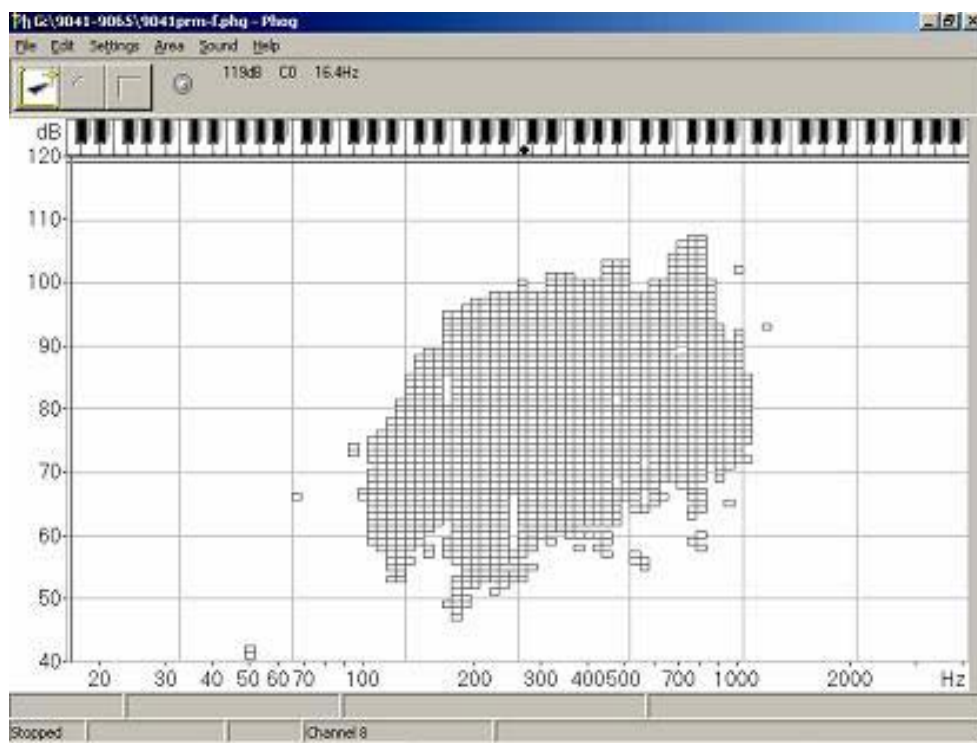 Ph G:\9041-9065\9041prm-f.phg - Phog
File Edit Settings Area Sound Help
119dB C0 16.4Hz
dB
120
110
100
90
80
70
60
50
40
20 30 40 50 60 70 100 200 300 400 500 700 1000 2000 Hz
Stopped Channel 8